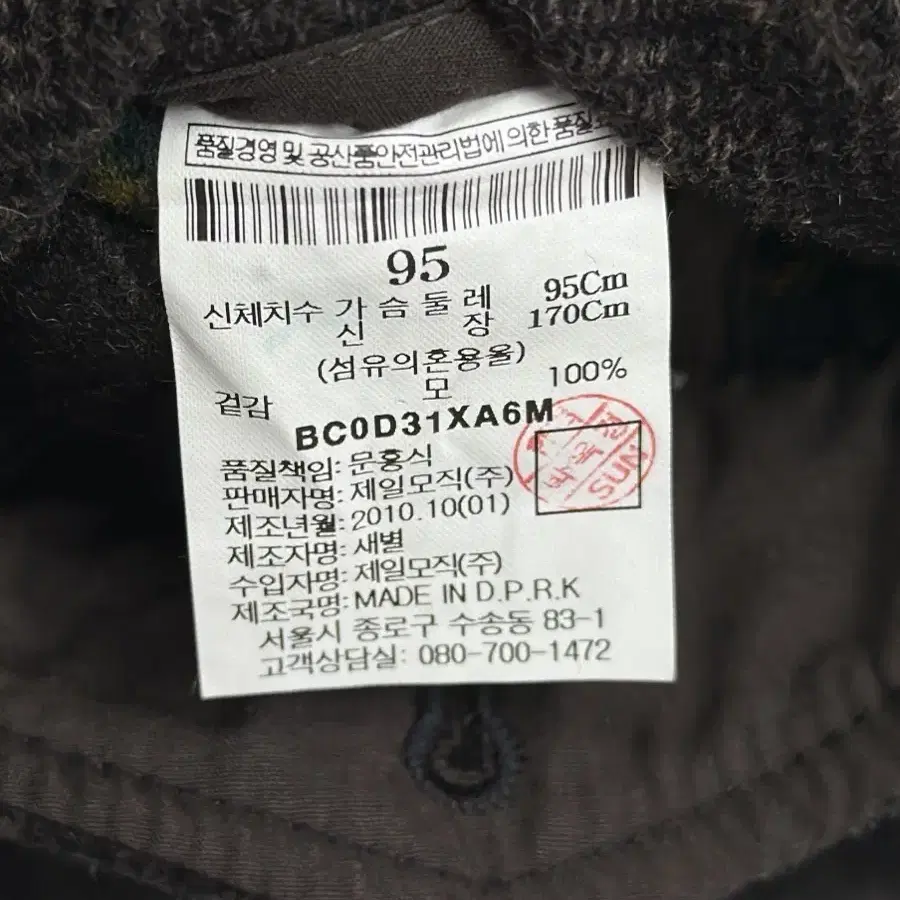 품질경영 및 공산품안전관리법에 의한 품질
95
신체치수 가 슴 둘 레 95Cm
신 장 170Cm
(섬유의혼용율)
겉감 모 100%
BC0D31XA6M
품질책임: 문홍식
판매자명: 제일모직(주)
제조년월: 2010.10(01)
제조자명: 새별
수입자명: 제일모직(주)
제조국명: MADE IN D.P.R.K
서울시 종로구 수송동 83-1
고객상담실: 080-700-1472
SUN